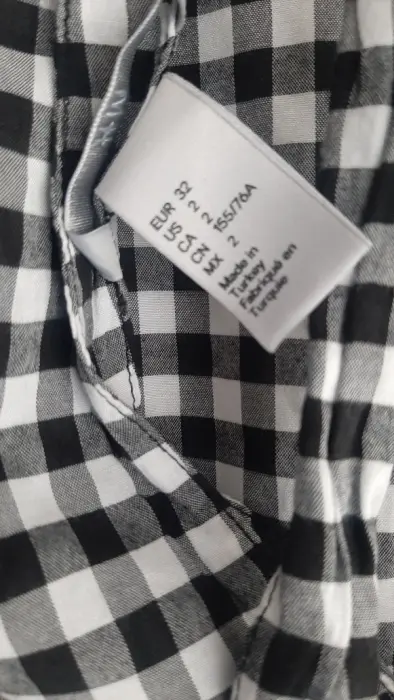 EUR 32
US 2
CA 2
CN 155/76A
MX 2
Made in
Turkey
Fabriqué en
Turquie